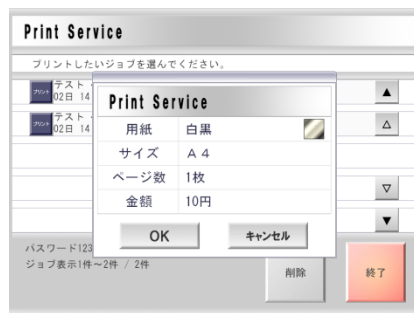 Print Service
プリントしたいジョブを選んでください。
プリント テスト
02日 14
プリント テスト
02日 14
Print Service
用紙 白黒
サイズ A4
ページ数 1枚
金額 10円
OK キャンセル
パスワード123
ジョブ表示1件~2件 / 2件
削除 終了